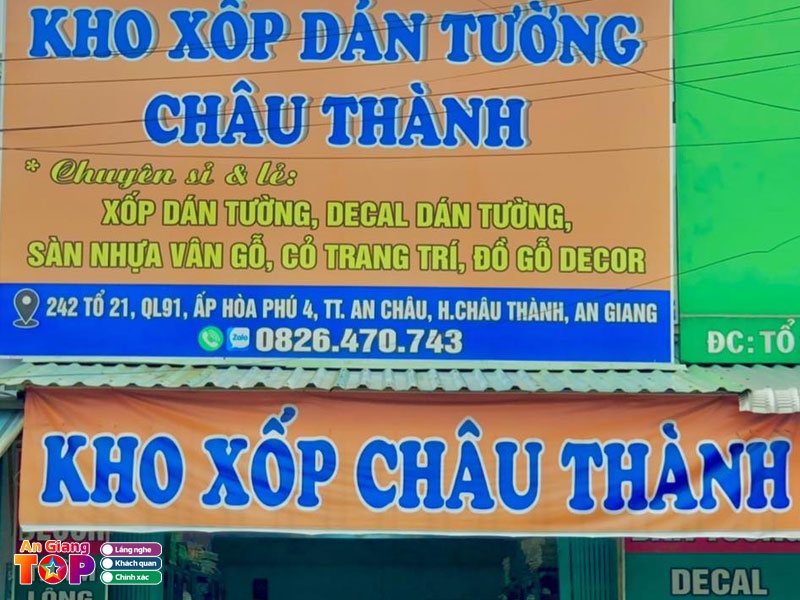 KHO XỐP DÁN TƯỜNG
CHÂU THÀNH
* Chuyên sỉ & lẻ:
XỐP DÁN TƯỜNG, DECAL DÁN TƯỜNG,
SÀN NHỰA VÂN GỖ, CỎ TRANG TRÍ, ĐỒ GỖ DECOR
242 TỔ 21, QL91, ẤP HÒA PHÚ 4, TT. AN CHÂU, H.CHÂU THÀNH, AN GIANG
Zalo 0826.470.743
ĐC: TỔ
KHO XỐP CHÂU THÀNH
DECOR
LÔNG
DECAL
An Giang
TOP
Lắng nghe
Khách quan
Chính xác